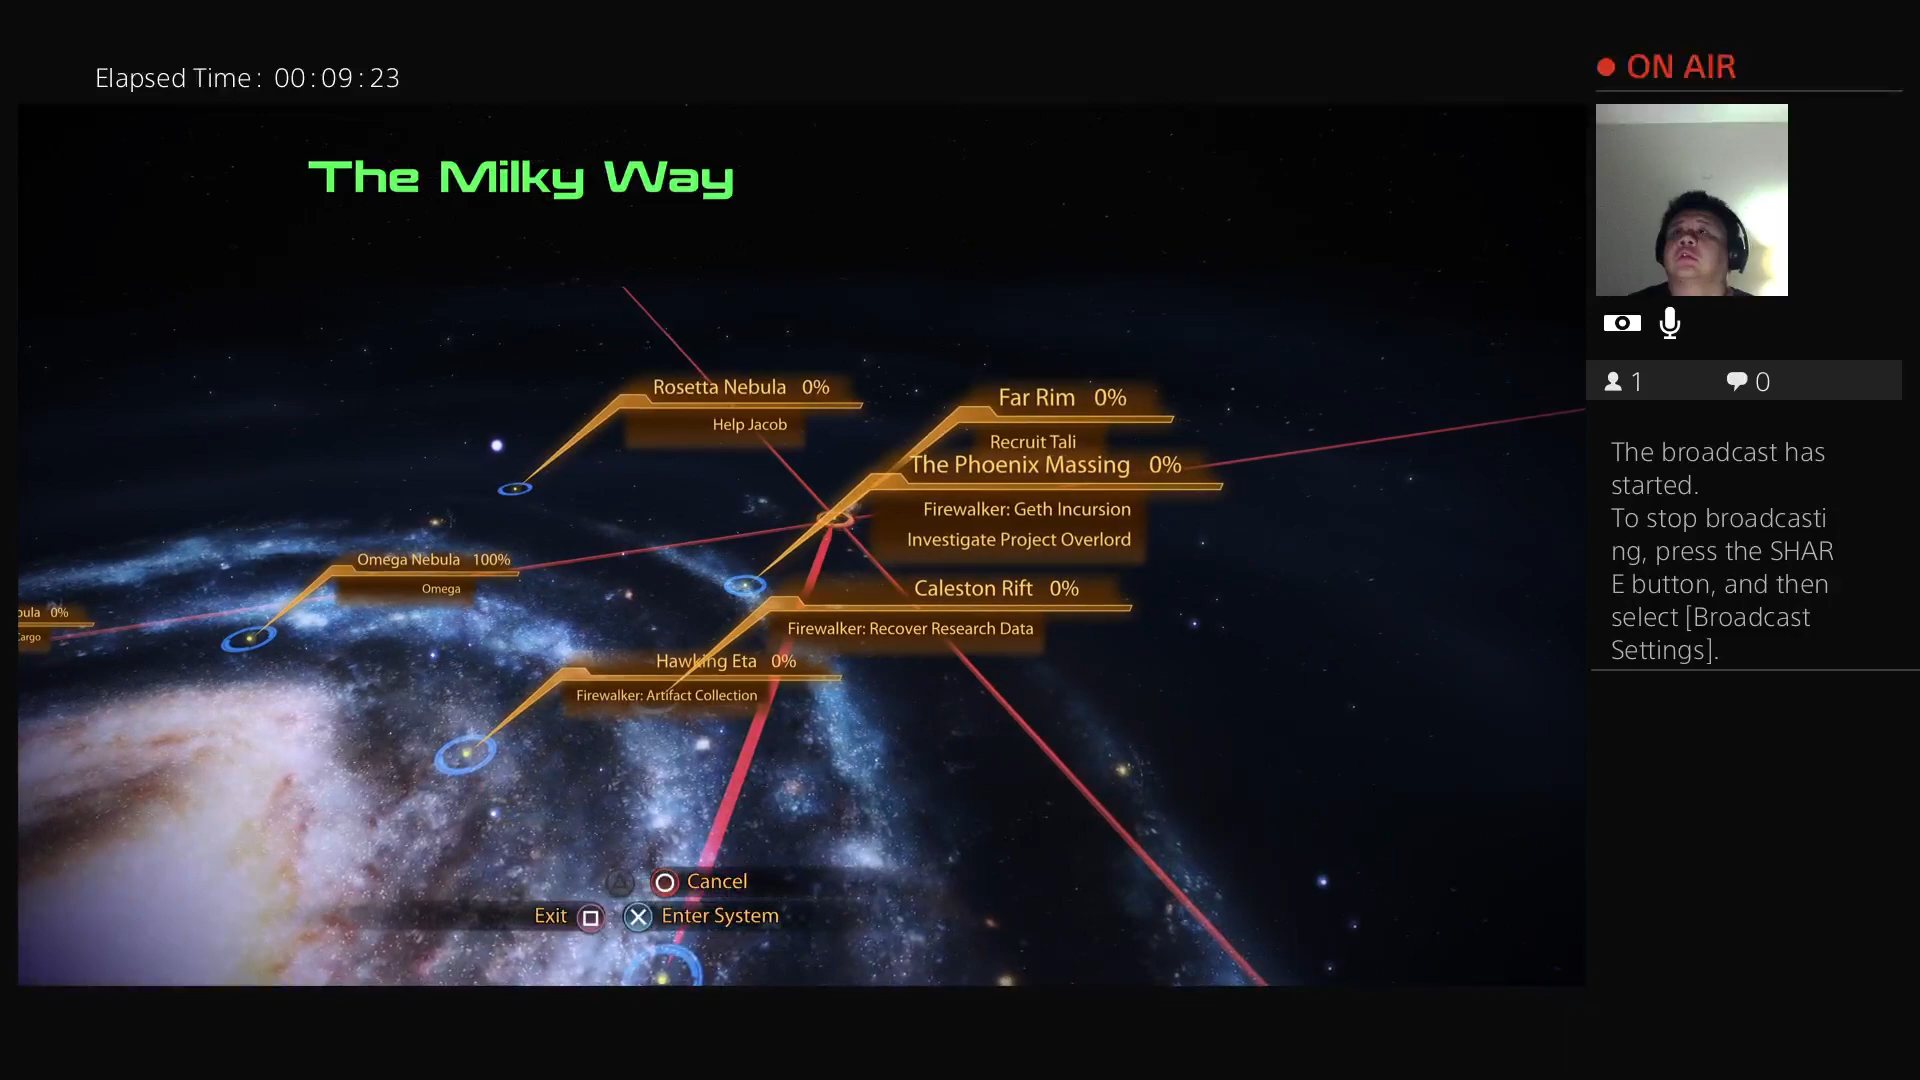 Elapsed Time: 00:09:23
ON AIR
The Milky Way
Rosetta Nebula 0%
Help Jacob
Far Rim 0%
Recruit Tali
The Phoenix Massing 0%
Firewalker: Geth Incursion
Investigate Project Overlord
Omega Nebula 100%
Omega
bula 0%
Cargo
Caleston Rift 0%
Firewalker: Recover Research Data
Hawking Eta 0%
Firewalker: Artifact Collection
Cancel
Exit
Enter System
1
0
The broadcast has
started.
To stop broadcasti
ng, press the SHAR
E button, and then
select [Broadcast
Settings].